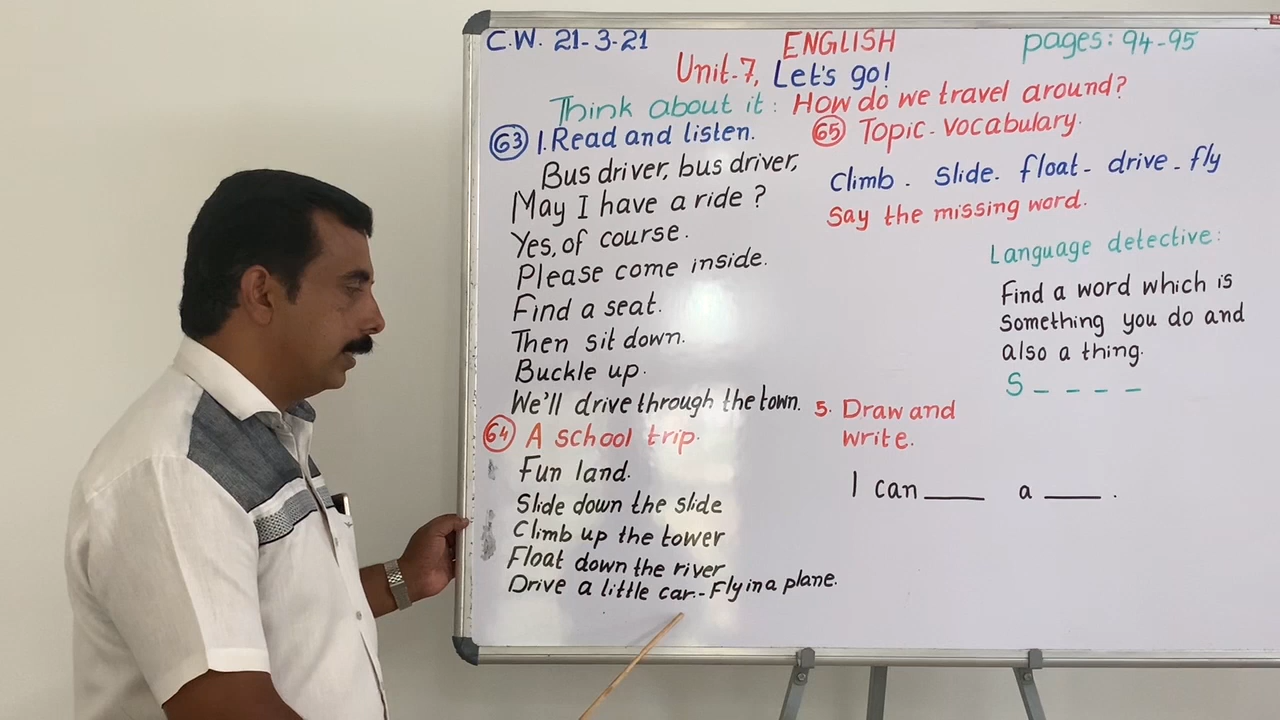 C.W. 21-3-21
ENGLISH
pages: 94-95
Unit-7, Let's go!
Think about it: How do we travel around?
63 1. Read and listen.
Bus driver, bus driver,
May I have a ride?
Yes, of course.
Please come inside.
Find a seat.
Then sit down.
Buckle up.
We'll drive through the town.
64 A school trip.
Fun land.
Slide down the slide
Climb up the tower
Float down the river
Drive a little car.- Fly in a plane.
65 Topic - Vocabulary.
Climb - Slide - float - drive - fly
Say the missing word.
Language detective:
Find a word which is
something you do and
also a thing.
S _ _ _ _
5. Draw and
write.
I can ____ a ____.